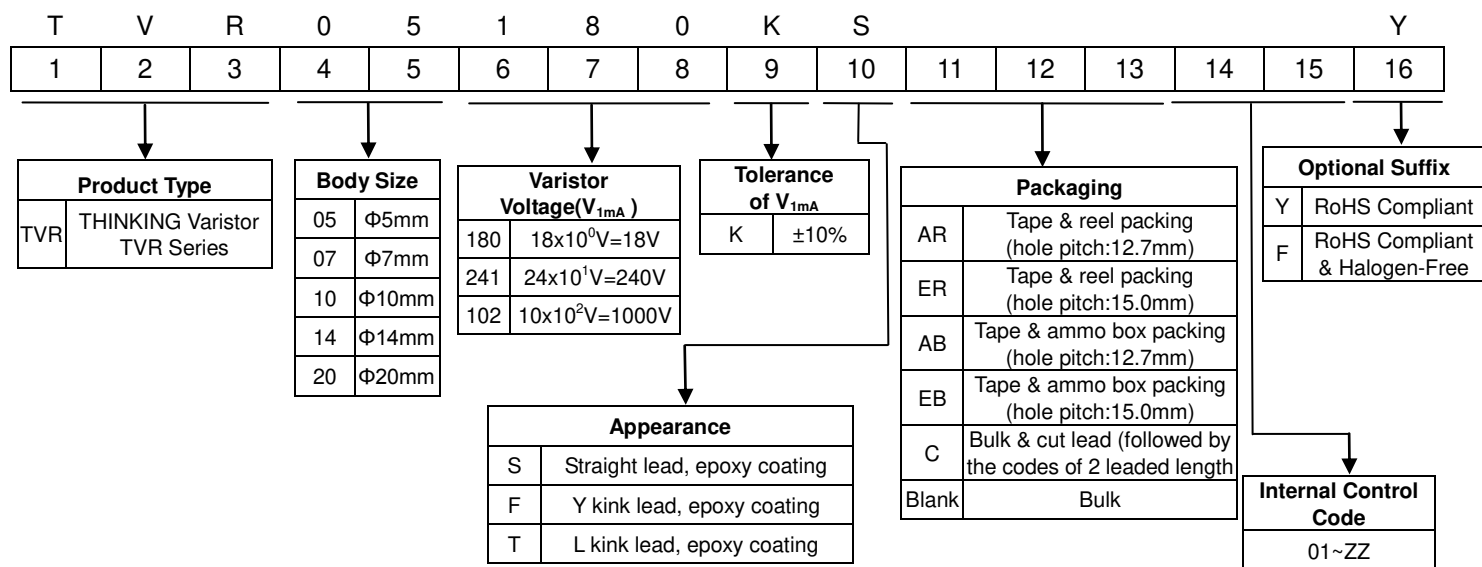 T V R 0 5 1 8 0 K S Y
1 2 3 4 5 6 7 8 9 10 11 12 13 14 15 16
Product Type
TVR THINKING Varistor
TVR Series
Body Size
05 Φ5mm
07 Φ7mm
10 Φ10mm
14 Φ14mm
20 Φ20mm
Varistor
Voltage(V1mA )
180 18x10⁰V=18V
241 24x10¹V=240V
102 10x10²V=1000V
Tolerance
of V1mA
K ±10%
Appearance
S Straight lead, epoxy coating
F Y kink lead, epoxy coating
T L kink lead, epoxy coating
Packaging
AR Tape & reel packing
(hole pitch:12.7mm)
ER Tape & reel packing
(hole pitch:15.0mm)
AB Tape & ammo box packing
(hole pitch:12.7mm)
EB Tape & ammo box packing
(hole pitch:15.0mm)
C Bulk & cut lead (followed by
the codes of 2 leaded length
Blank Bulk
Optional Suffix
Y RoHS Compliant
F RoHS Compliant
& Halogen-Free
Internal Control
Code
01~ZZ